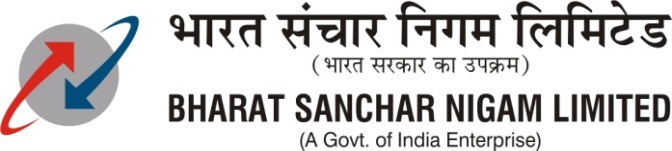 भारत संचार निगम लिमिटेड
(भारत सरकार का उपक्रम)
BHARAT SANCHAR NIGAM LIMITED
(A Govt. of India Enterprise)